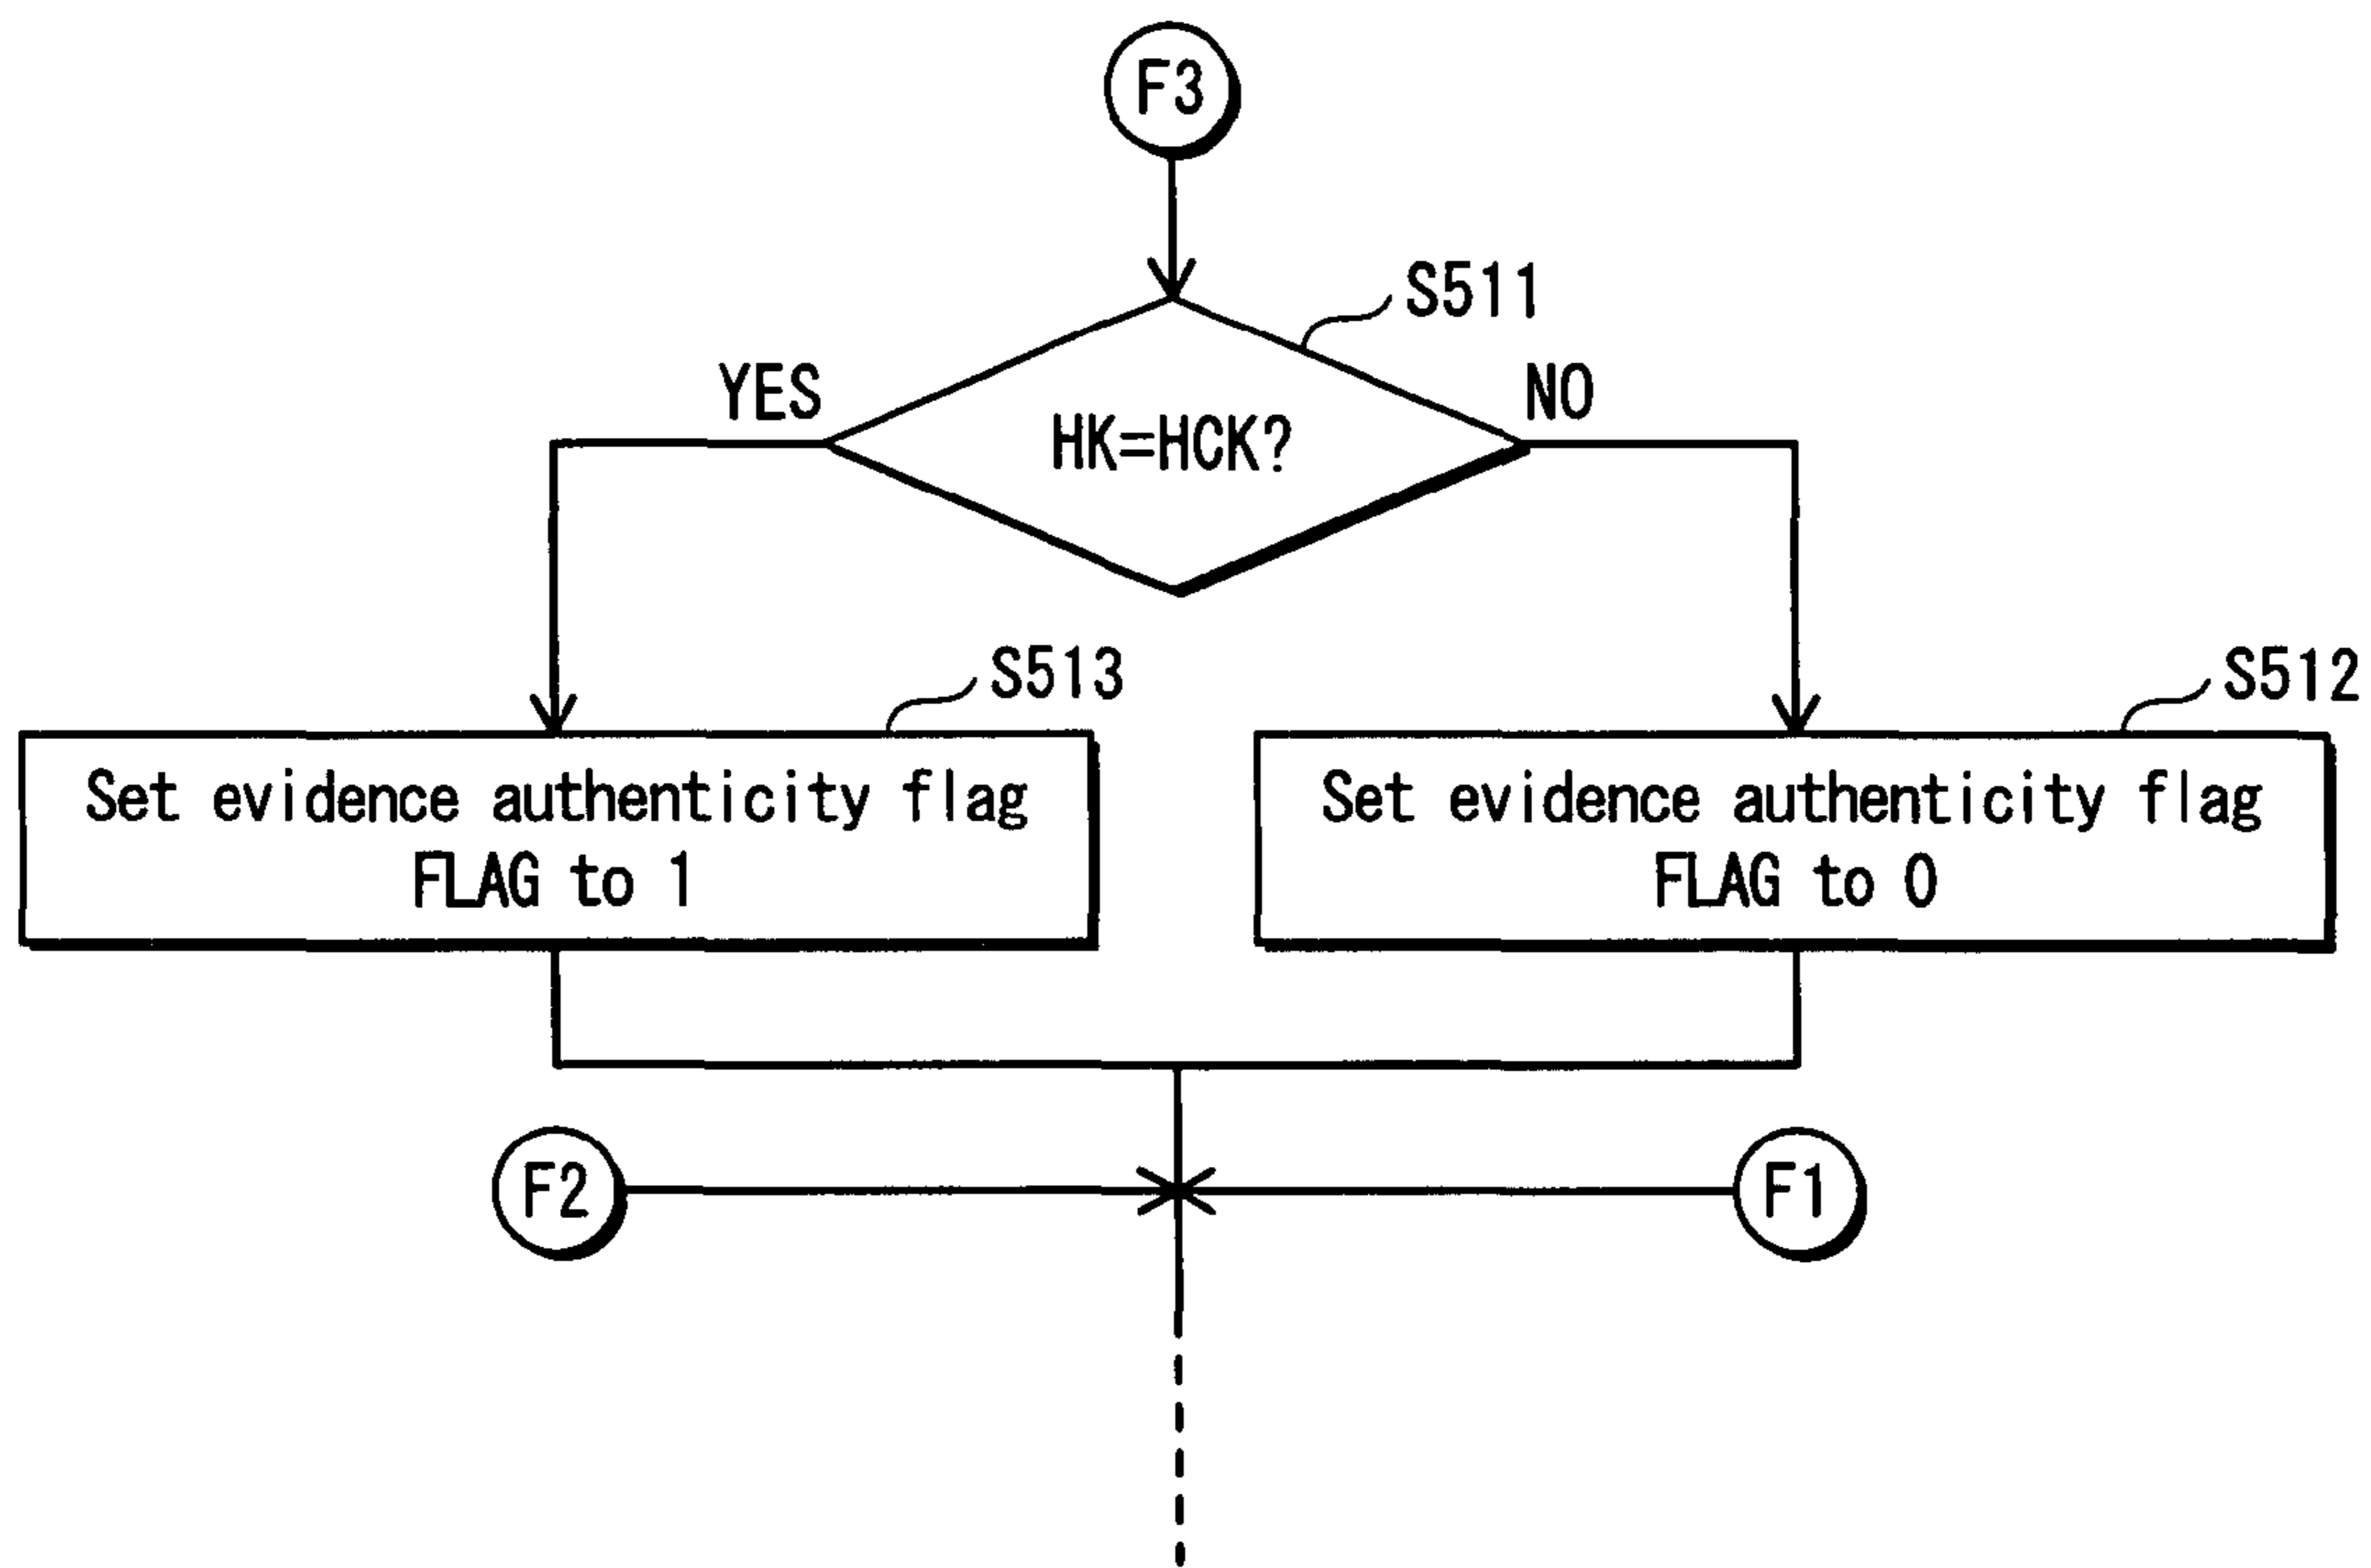 F3
S511
YES
NO
HK=HCK?
S513
S512
Set evidence authenticity flag
FLAG to 1
Set evidence authenticity flag
FLAG to 0
F2
F1